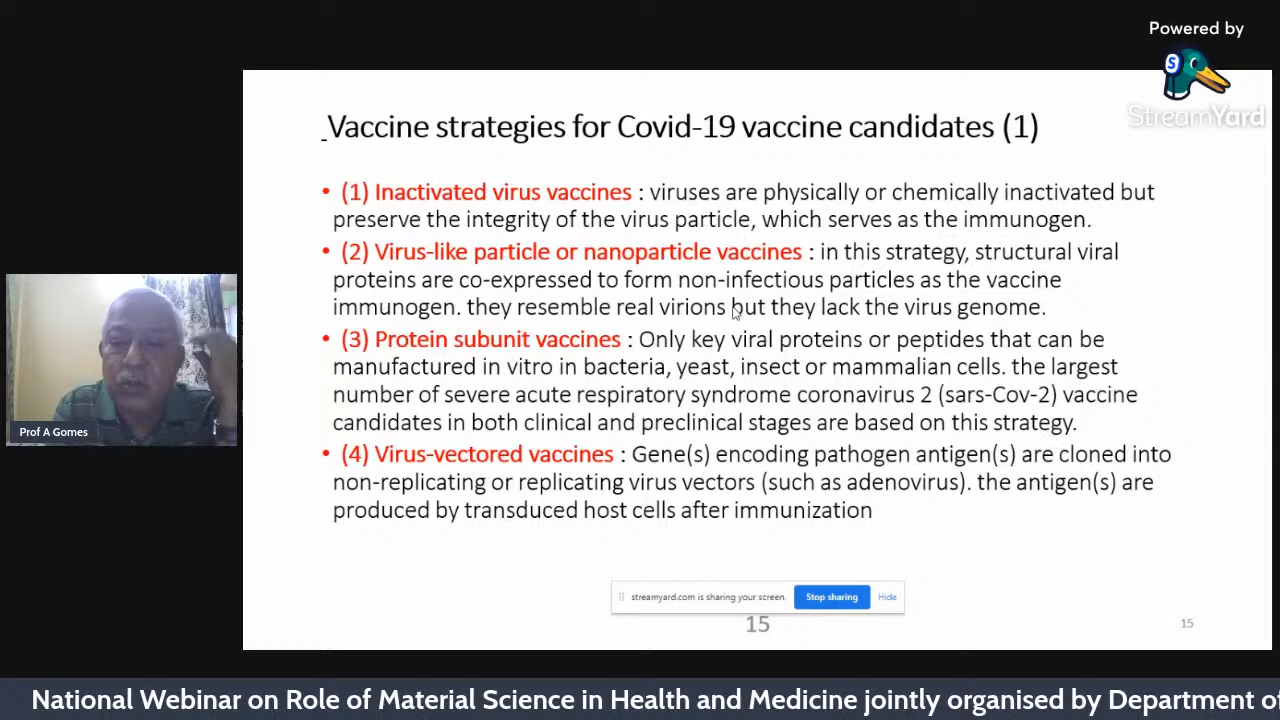 Powered by
S
StreamYard
Vaccine strategies for Covid-19 vaccine candidates (1)
• (1) Inactivated virus vaccines : viruses are physically or chemically inactivated but
preserve the integrity of the virus particle, which serves as the immunogen.
• (2) Virus-like particle or nanoparticle vaccines : in this strategy, structural viral
proteins are co-expressed to form non-infectious particles as the vaccine
immunogen. they resemble real virions but they lack the virus genome.
• (3) Protein subunit vaccines : Only key viral proteins or peptides that can be
manufactured in vitro in bacteria, yeast, insect or mammalian cells. the largest
number of severe acute respiratory syndrome coronavirus 2 (sars-Cov-2) vaccine
candidates in both clinical and preclinical stages are based on this strategy.
• (4) Virus-vectored vaccines : Gene(s) encoding pathogen antigen(s) are cloned into
non-replicating or replicating virus vectors (such as adenovirus). the antigen(s) are
produced by transduced host cells after immunization
Prof A Gomes
streamyard.com is sharing your screen. Stop sharing Hide
15
15
National Webinar on Role of Material Science in Health and Medicine jointly organised by Department of